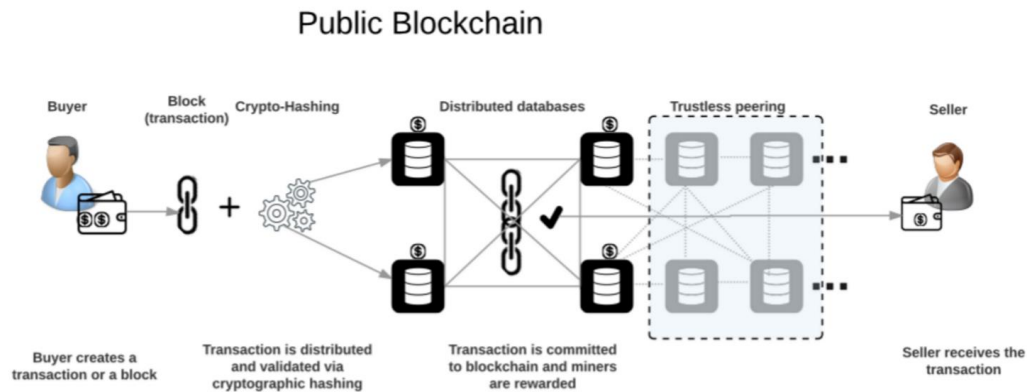 Public Blockchain
Buyer
Block
(transaction)
Crypto-Hashing
Distributed databases
Trustless peering
Seller
$ $
$
$
$
$
$
Buyer creates a
transaction or a block
Transaction is distributed
and validated via
cryptographic hashing
Transaction is committed
to blockchain and miners
are rewarded
Seller receives the
transaction